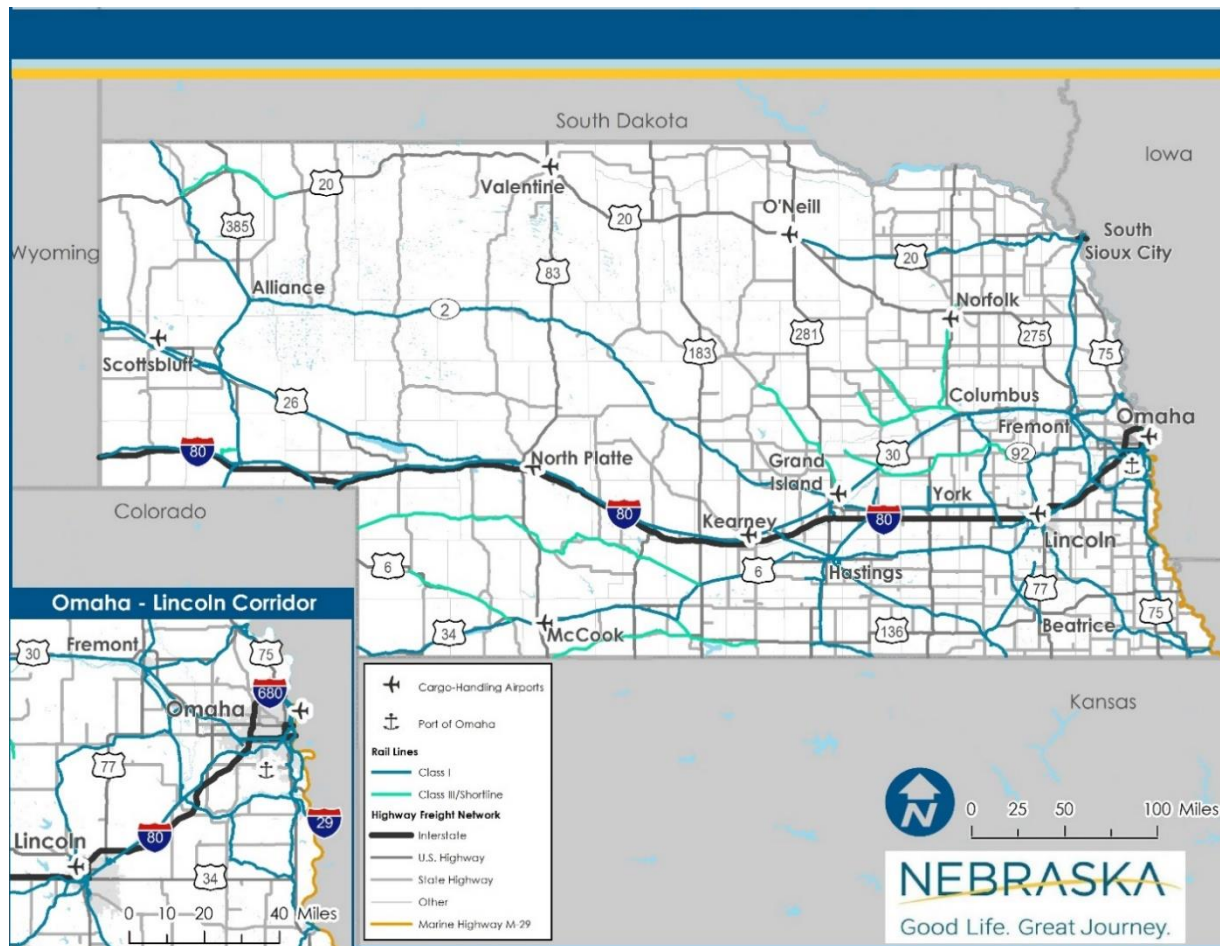 South Dakota
Iowa
Wyoming
Valentine
O'Neill
South
Sioux City
20
385
20
20
83
Alliance
2
Norfolk
Scottsbluff
183
281
275
75
26
Columbus
Omaha
Fremont
80
North Platte
Grand
Island
30
92
York
Colorado
80
Kearney
80
Lincoln
6
6
Hastings
77
75
34
McCook
136
Beatrice
Omaha - Lincoln Corridor
30
Fremont
75
680
Omaha
77
29
Lincoln
80
34
0 10 20 40 Miles
Cargo-Handling Airports
Port of Omaha
Rail Lines
Class I
Class III/Shortline
Highway Freight Network
Interstate
U.S. Highway
State Highway
Other
Marine Highway M-29
Kansas
N
0 25 50 100 Miles
NEBRASKA
Good Life. Great Journey.